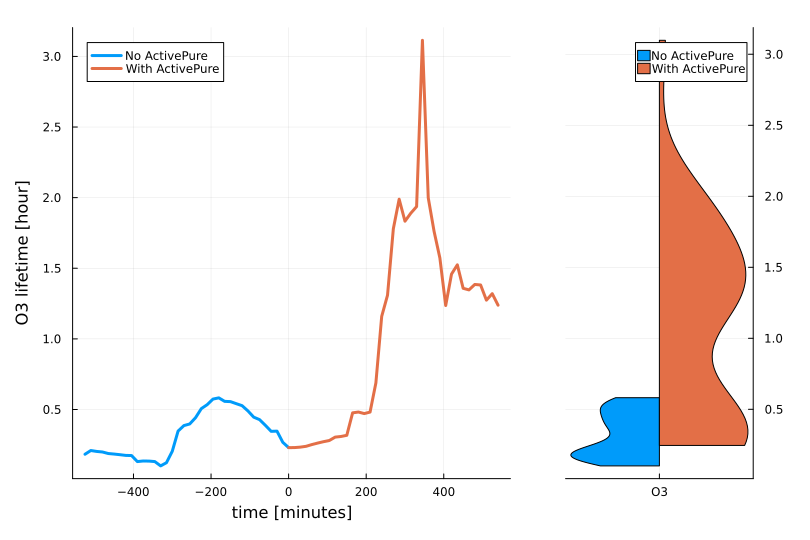 No ActivePure
With ActivePure
3.0
2.5
2.0
1.5
1.0
0.5
O3 lifetime [hour]
−400
−200
0
200
400
time [minutes]
No ActivePure
With ActivePure
3.0
2.5
2.0
1.5
1.0
0.5
O3